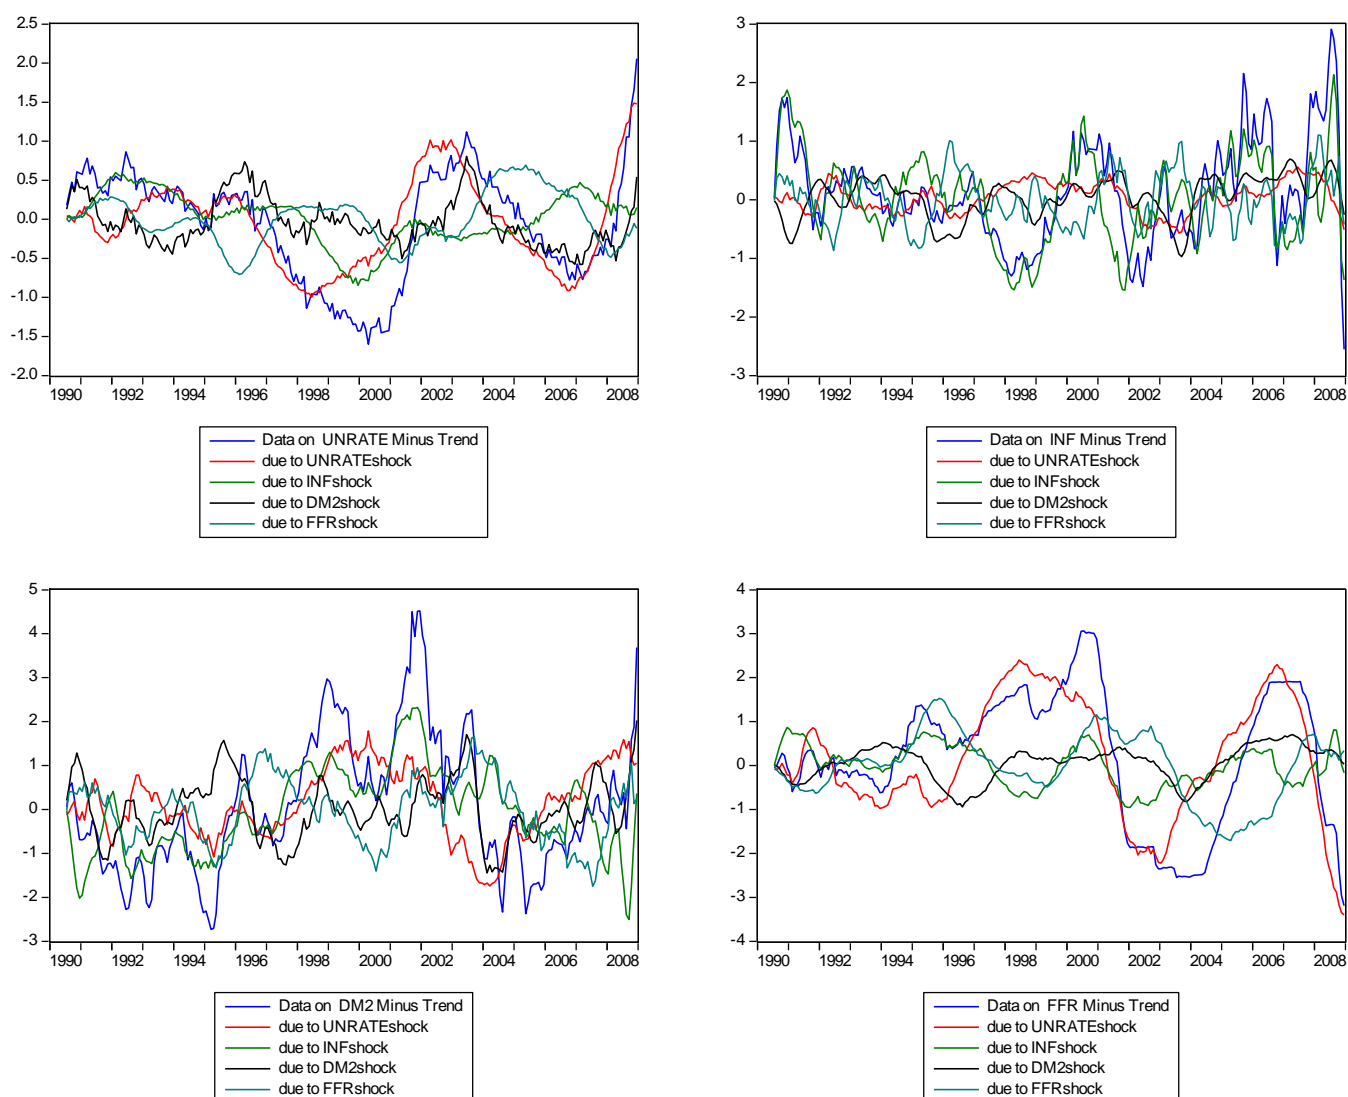 2.5
2.0
1.5
1.0
0.5
0.0
-0.5
-1.0
-1.5
-2.0
1990 1992 1994 1996 1998 2000 2002 2004 2006 2008
Data on UNRATE Minus Trend
due to UNRATEshock
due to INFshock
due to DM2shock
due to FFRshock
3
2
1
0
-1
-2
-3
1990 1992 1994 1996 1998 2000 2002 2004 2006 2008
Data on INF Minus Trend
due to UNRATEshock
due to INFshock
due to DM2shock
due to FFRshock
5
4
3
2
1
0
-1
-2
-3
1990 1992 1994 1996 1998 2000 2002 2004 2006 2008
Data on DM2 Minus Trend
due to UNRATEshock
due to INFshock
due to DM2shock
due to FFRshock
4
3
2
1
0
-1
-2
-3
-4
1990 1992 1994 1996 1998 2000 2002 2004 2006 2008
Data on FFR Minus Trend
due to UNRATEshock
due to INFshock
due to DM2shock
due to FFRshock